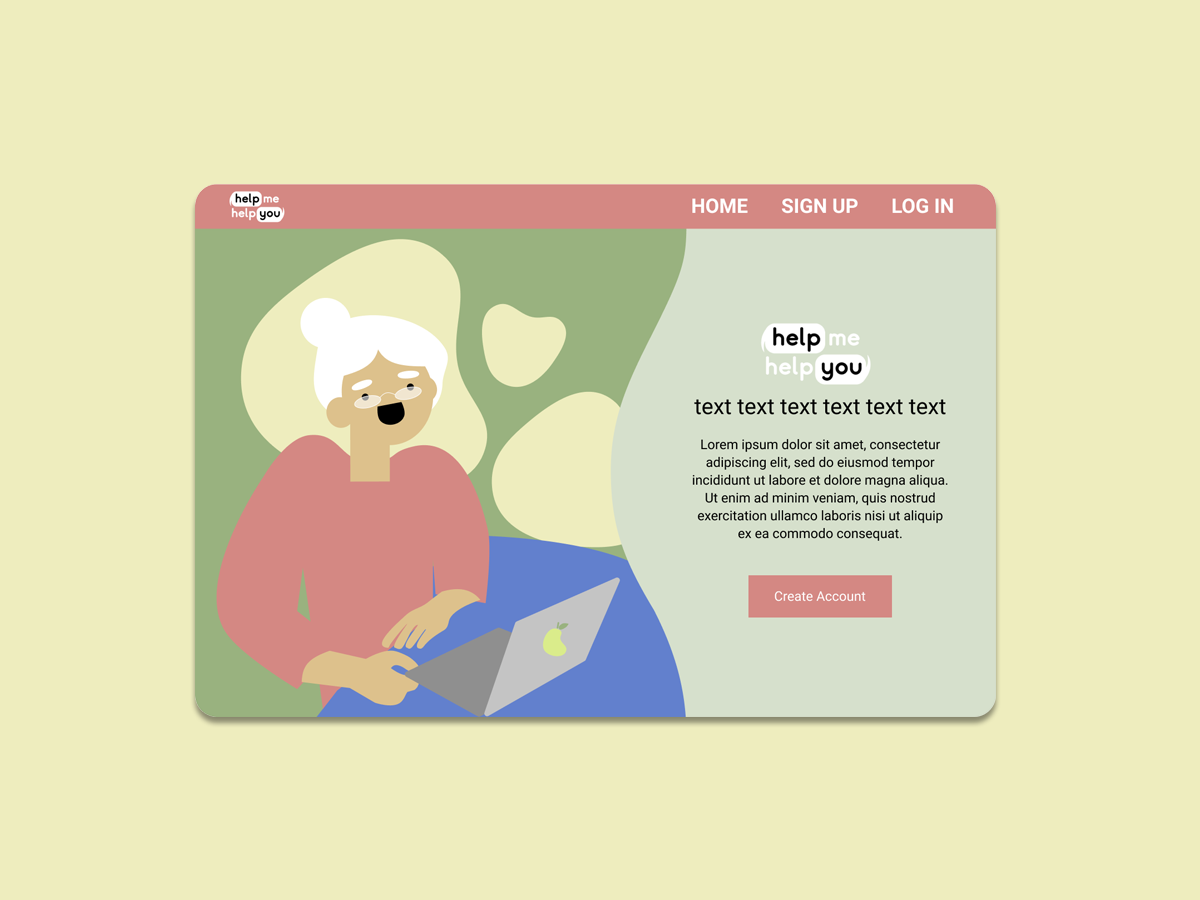 help me
help you
HOME SIGN UP LOG IN
help me
help you
text text text text text text
Lorem ipsum dolor sit amet, consectetur
adipiscing elit, sed do eiusmod tempor
incididunt ut labore et dolore magna aliqua.
Ut enim ad minim veniam, quis nostrud
exercitation ullamco laboris nisi ut aliquip
ex ea commodo consequat.
Create Account